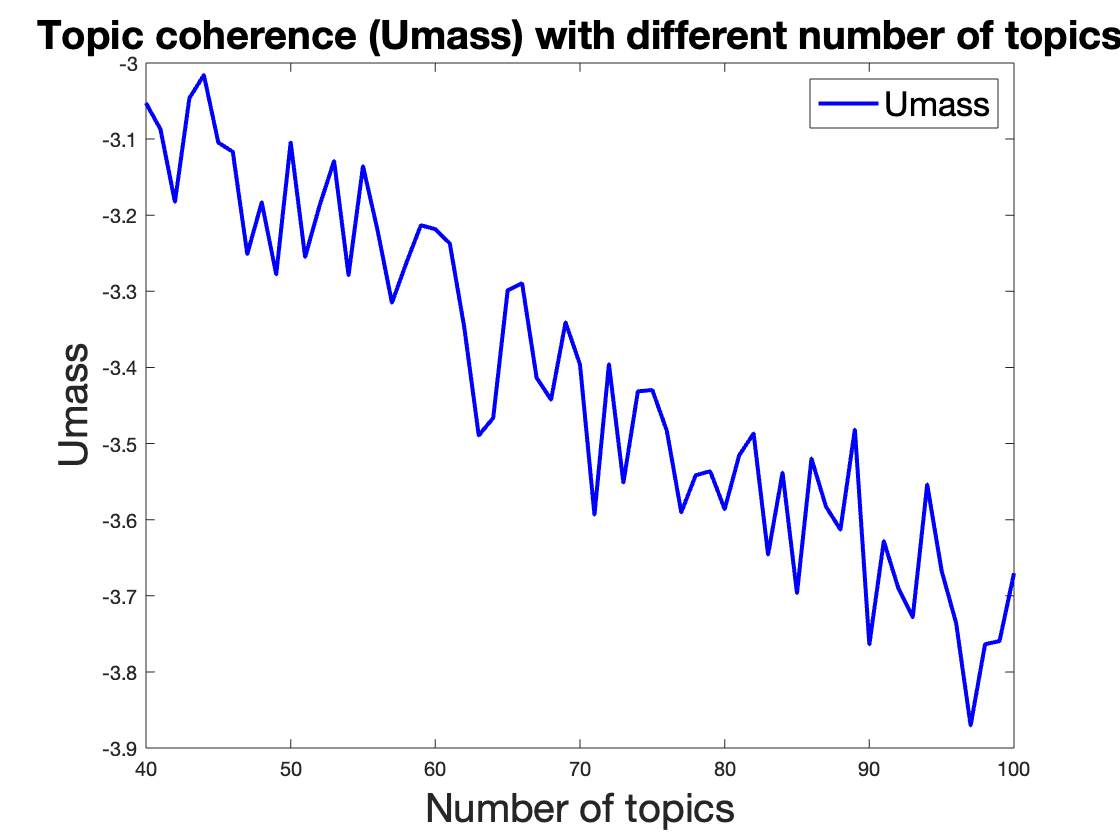 Topic coherence (Umass) with different number of topics
Umass
-3
-3.1
-3.2
-3.3
-3.4
-3.5
-3.6
-3.7
-3.8
-3.9
Umass
40 50 60 70 80 90 100
Number of topics